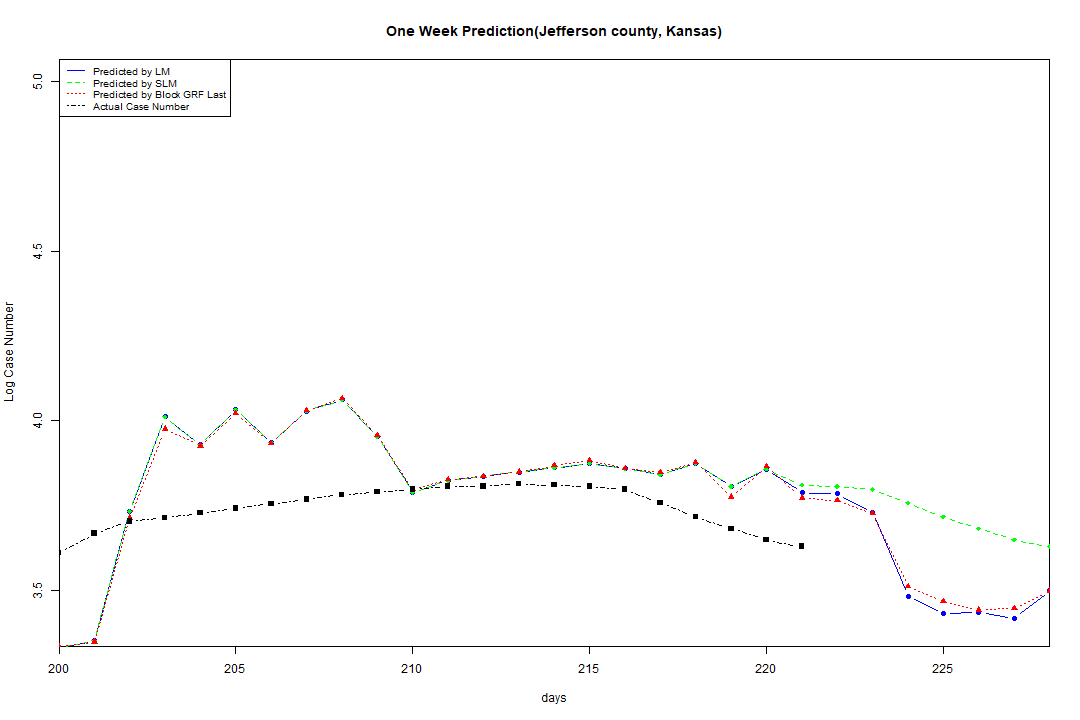 One Week Prediction(Jefferson county, Kansas)
Predicted by LM
Predicted by SLM
Predicted by Block GRF Last
Actual Case Number
5.0
4.5
4.0
3.5
Log Case Number
200 205 210 215 220 225
days